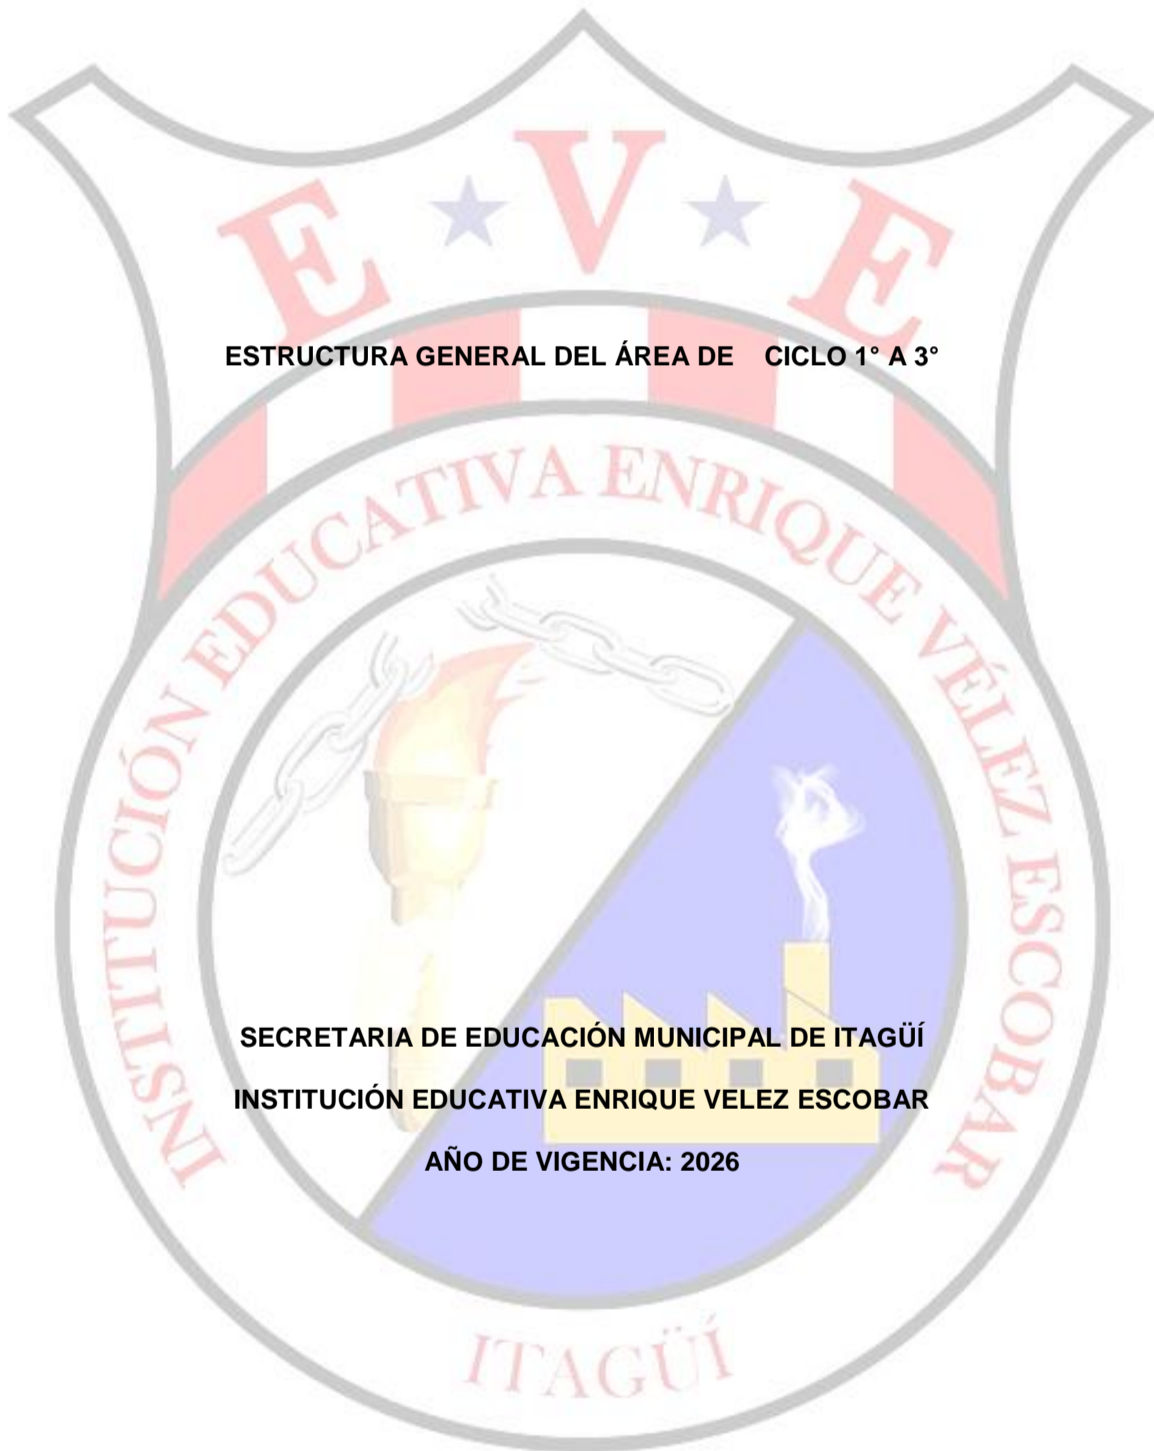 E ★ V ★ E
ESTRUCTURA GENERAL DEL ÁREA DE    CICLO 1° A 3°
INSTITUCIÓN EDUCATIVA ENRIQUE VÉLEZ ESCOBAR
SECRETARIA DE EDUCACIÓN MUNICIPAL DE ITAGÜÍ
INSTITUCIÓN EDUCATIVA ENRIQUE VELEZ ESCOBAR
AÑO DE VIGENCIA: 2026
ITAGÜÍ